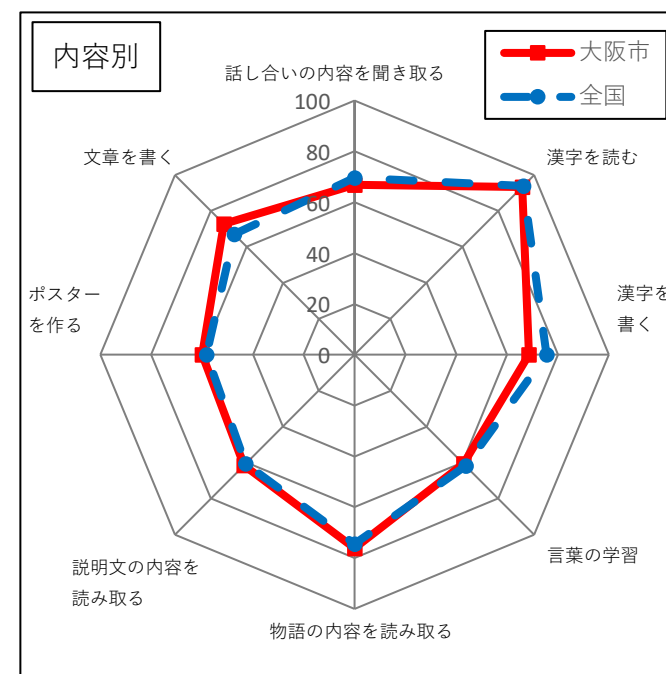 内容別
大阪市
全国
話し合いの内容を聞き取る
漢字を読む
漢字を
書く
言葉の学習
物語の内容を読み取る
説明文の内容を
読み取る
ポスター
を作る
文章を書く
100
80
60
40
20
0